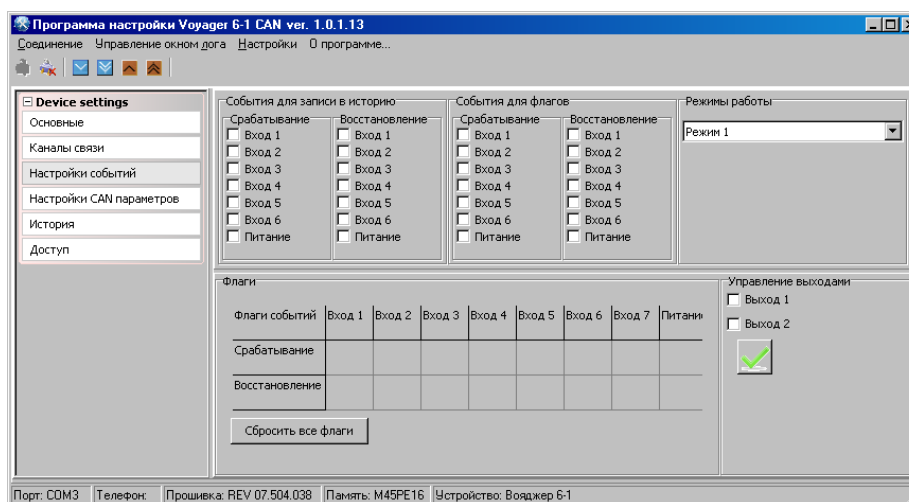 Программа настройки Voyager 6-1 CAN ver. 1.0.1.13
Соединение Управление окном лога Настройки О программе...
Device settings
Основные
Каналы связи
Настройки событий
Настройки CAN параметров
История
Доступ
События для записи в историю
Срабатывание Восстановление
Вход 1 Вход 1
Вход 2 Вход 2
Вход 3 Вход 3
Вход 4 Вход 4
Вход 5 Вход 5
Вход 6 Вход 6
Питание Питание
События для флагов
Срабатывание Восстановление
Вход 1 Вход 1
Вход 2 Вход 2
Вход 3 Вход 3
Вход 4 Вход 4
Вход 5 Вход 5
Вход 6 Вход 6
Питание Питание
Режимы работы
Режим 1
Флаги
Флаги событий Вход 1 Вход 2 Вход 3 Вход 4 Вход 5 Вход 6 Вход 7 Питани
Срабатывание
Восстановление
Сбросить все флаги
Управление выходами
Выход 1
Выход 2
Порт: COM3 Телефон: Прошивка: REV 07.504.038 Память: M45PE16 Устройство: Вояджер 6-1